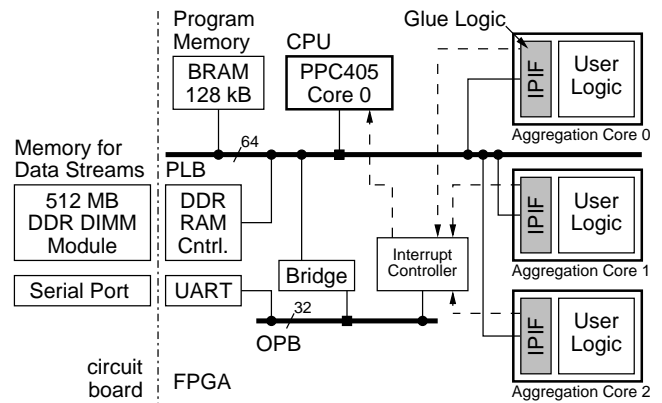 Program
Memory
BRAM
128 kB
CPU
PPC405
Core 0
Glue Logic
IPIF
User
Logic
Aggregation Core 0
64
PLB
Memory for
Data Streams
512 MB
DDR DIMM
Module
DDR
RAM
Cntrl.
Bridge
Interrupt
Controller
IPIF
User
Logic
Aggregation Core 1
Serial Port
UART
32
OPB
IPIF
User
Logic
Aggregation Core 2
circuit
board
FPGA